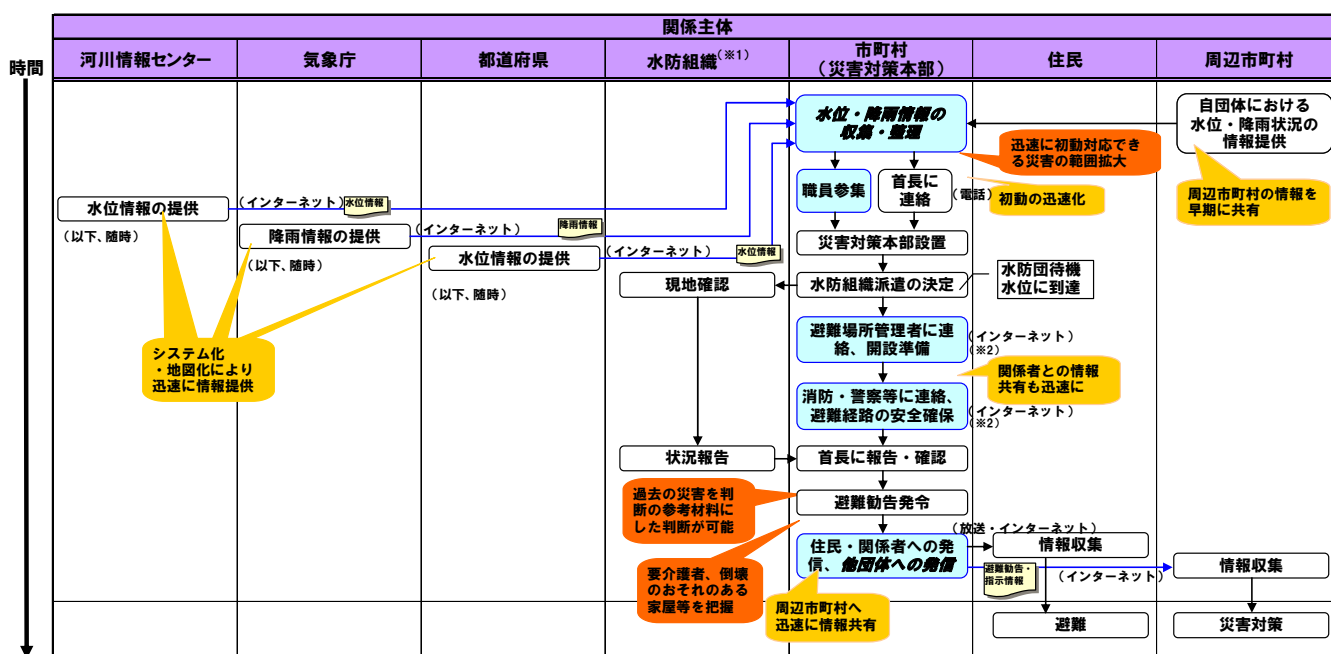 関係主体
時間
河川情報センター
気象庁
都道府県
水防組織(※1)
市町村
(災害対策本部)
住民
周辺市町村
水位・降雨情報の
収集・整理
自団体における
水位・降雨状況の
情報提供
迅速に初動対応でき
る災害の範囲拡大
職員参集
首長に
連絡
(電話)
初動の迅速化
周辺市町村の情報を
早期に共有
水位情報の提供
(インターネット)
水位情報
(以下、随時)
降雨情報の提供
(インターネット)
降雨情報
(以下、随時)
災害対策本部設置
水位情報の提供
(インターネット)
水位情報
(以下、随時)
現地確認
水防組織派遣の決定
水防団待機
水位に到達
システム化
・地図化により
迅速に情報提供
避難場所管理者に連
絡、開設準備
(インターネット)
(※2)
関係者との情報
共有も迅速に
消防・警察等に連絡、
避難経路の安全確保
(インターネット)
(※2)
状況報告
首長に報告・確認
過去の災害を判
断の参考材料に
した判断が可能
避難勧告発令
(放送・インターネット)
住民・関係者への発
信、他団体への発信
情報収集
要介護者、倒壊
のおそれのある
家屋等を把握
避難勧告・
指示情報
(インターネット)
情報収集
周辺市町村へ
迅速に情報共有
避難
災害対策